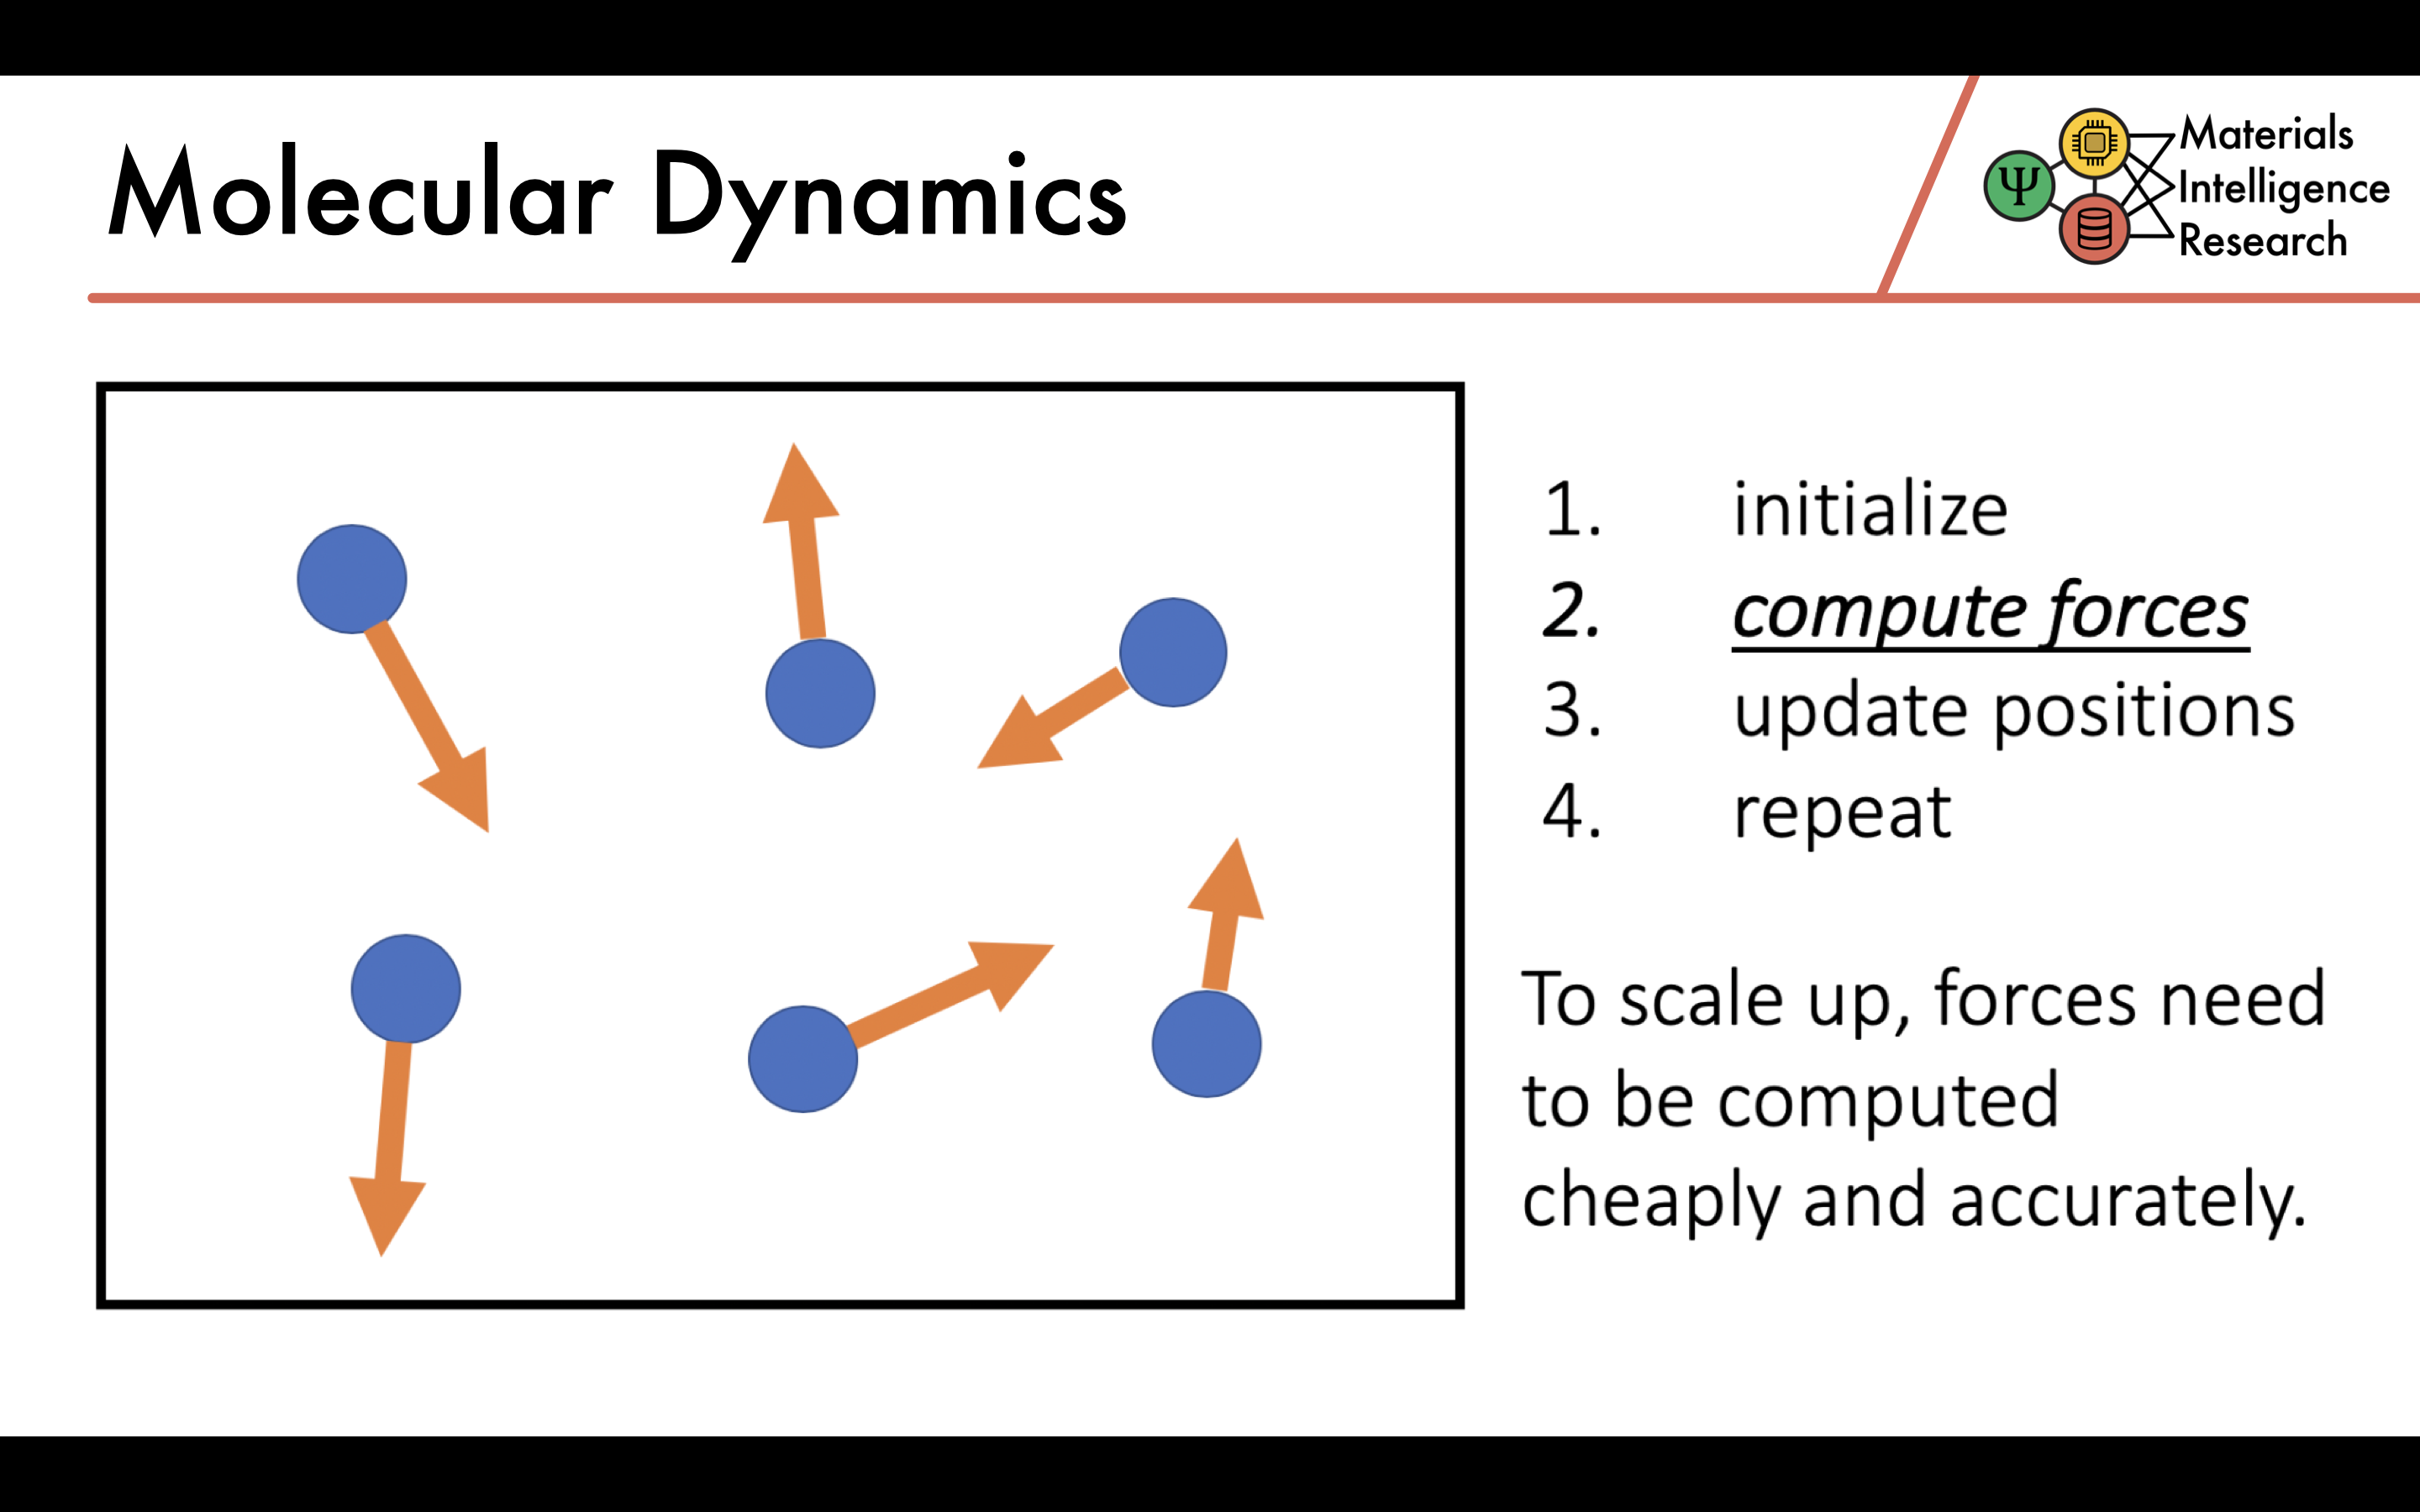 Molecular Dynamics
Ψ
Materials
Intelligence
Research
1. initialize
2. compute forces
3. update positions
4. repeat
To scale up, forces need
to be computed
cheaply and accurately.